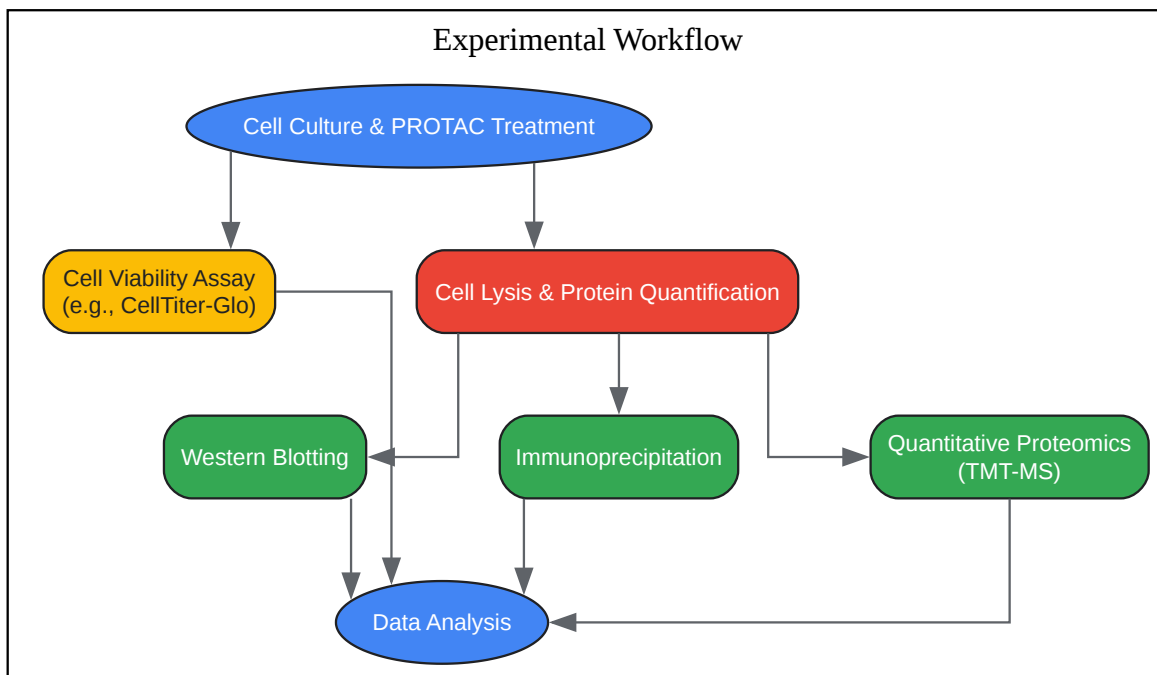 Experimental Workflow
Cell Culture & PROTAC Treatment
Cell Viability Assay
(e.g., CellTiter-Glo)
Cell Lysis & Protein Quantification
Western Blotting
Immunoprecipitation
Quantitative Proteomics
(TMT-MS)
Data Analysis